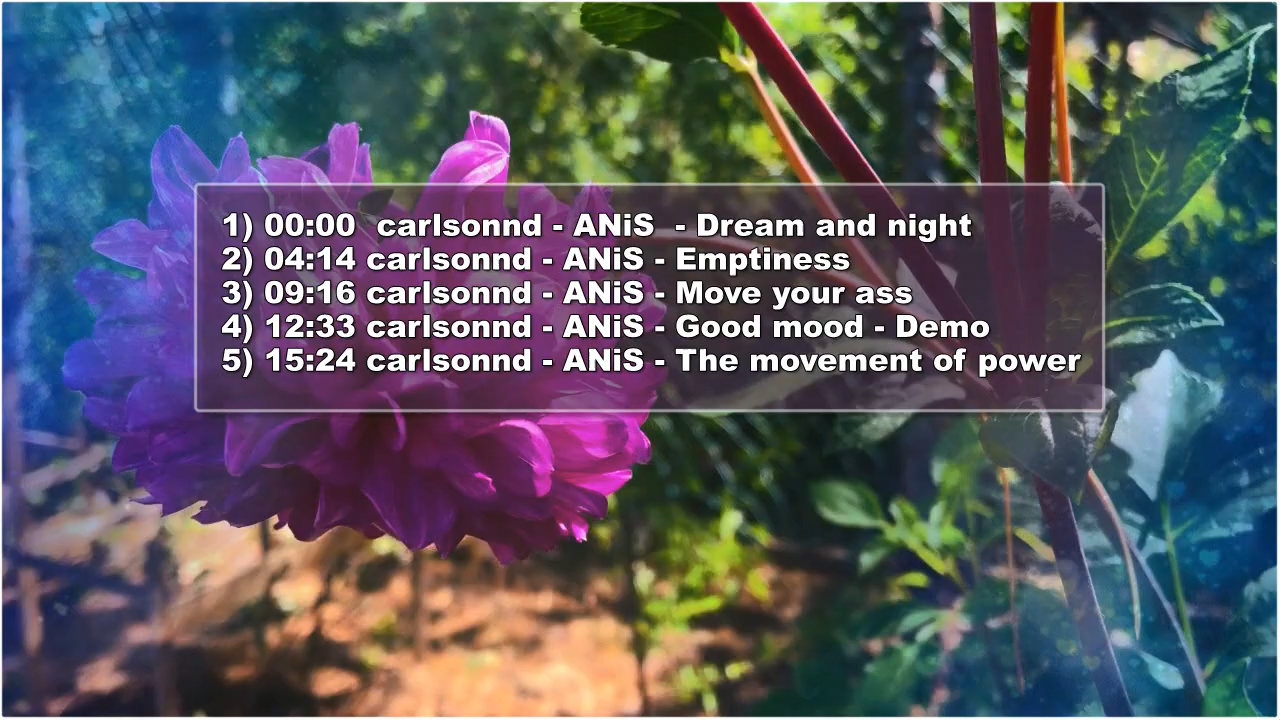 1) 00:00  carlsonnd - ANiS  - Dream and night
2) 04:14 carlsonnd - ANiS - Emptiness
3) 09:16 carlsonnd - ANiS - Move your ass
4) 12:33 carlsonnd - ANiS - Good mood - Demo
5) 15:24 carlsonnd - ANiS - The movement of power